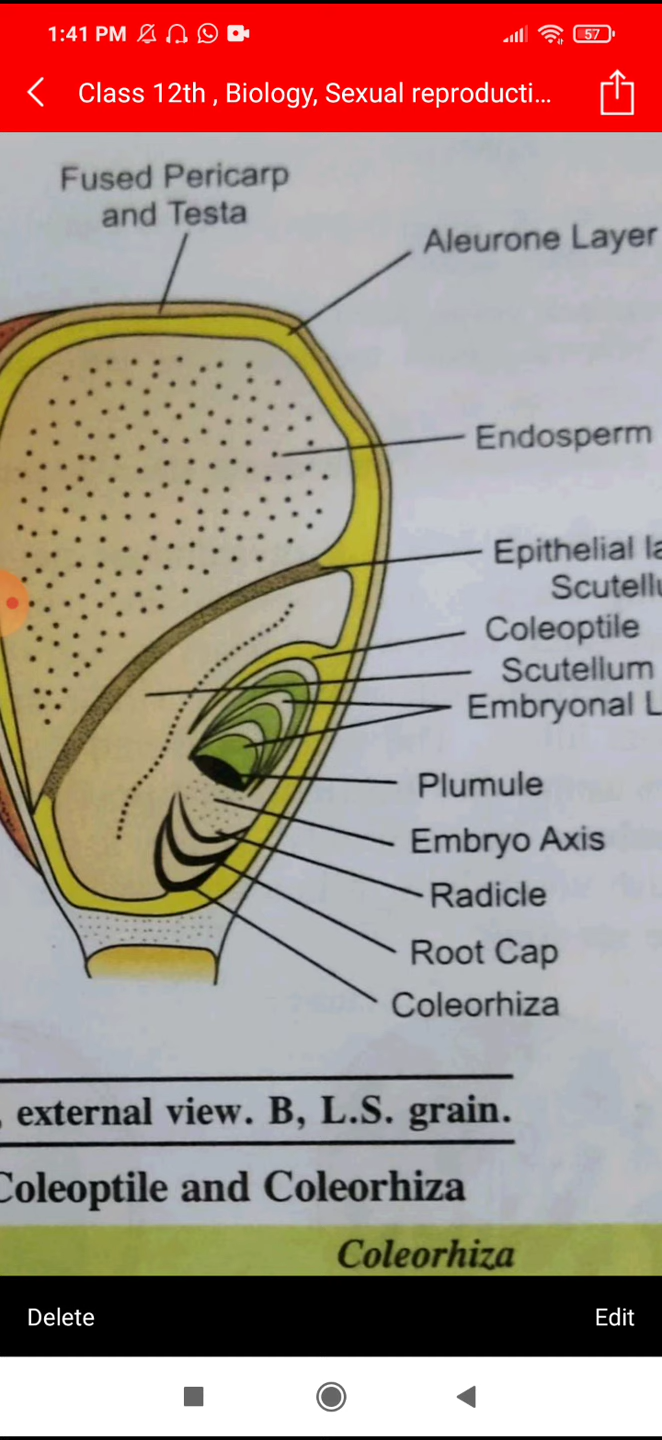 1:41 PM
57
Class 12th , Biology, Sexual reproducti...
Fused Pericarp
and Testa
Aleurone Layer
Endosperm
Epithelial la
Scutellu
Coleoptile
Scutellum
Embryonal L
Plumule
Embryo Axis
Radicle
Root Cap
Coleorhiza
external view. B, L.S. grain.
Coleoptile and Coleorhiza
Coleorhiza
Delete
Edit